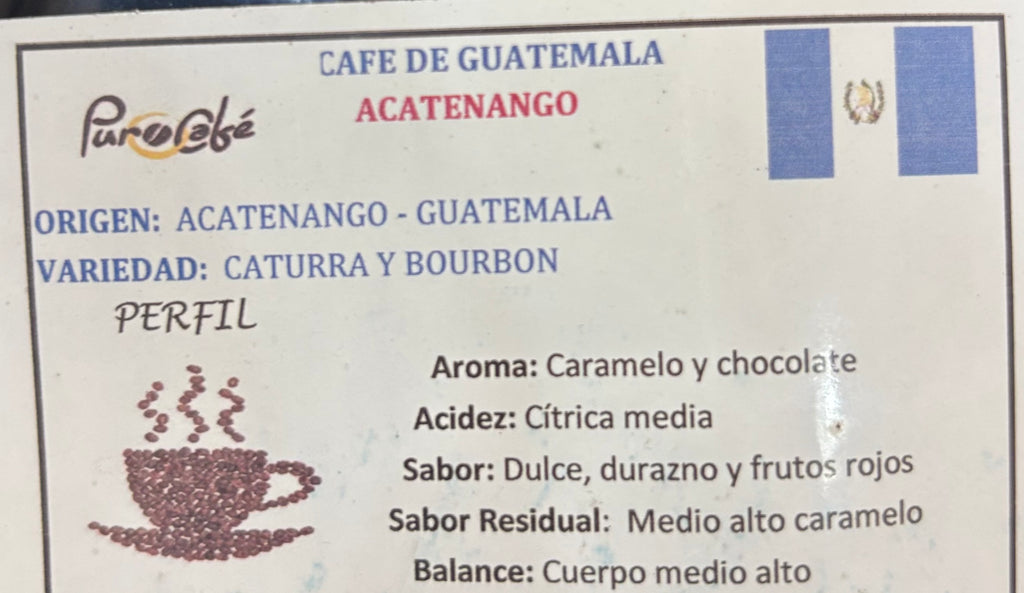 CAFE DE GUATEMALA
ACATENANGO
PuroCafé
ORIGEN: ACATENANGO - GUATEMALA
VARIEDAD: CATURRA Y BOURBON
PERFIL
Aroma: Caramelo y chocolate
Acidez: Cítrica media
Sabor: Dulce, durazno y frutos rojos
Sabor Residual: Medio alto caramelo
Balance: Cuerpo medio alto